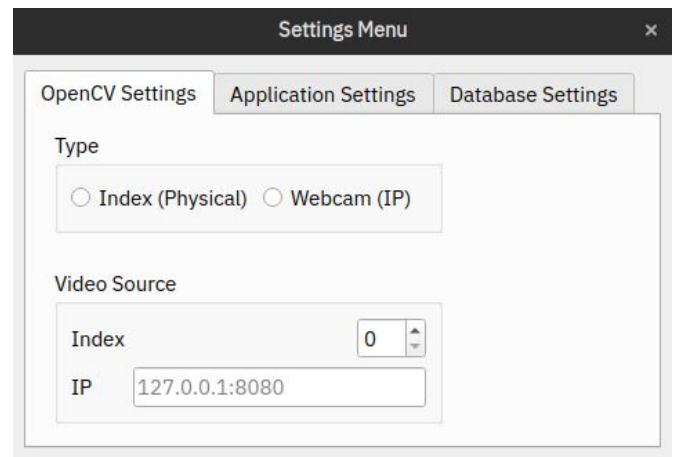 Settings Menu ×
OpenCV Settings Application Settings Database Settings
Type
Index (Physical) Webcam (IP)
Video Source
Index 0
IP 127.0.0.1:8080